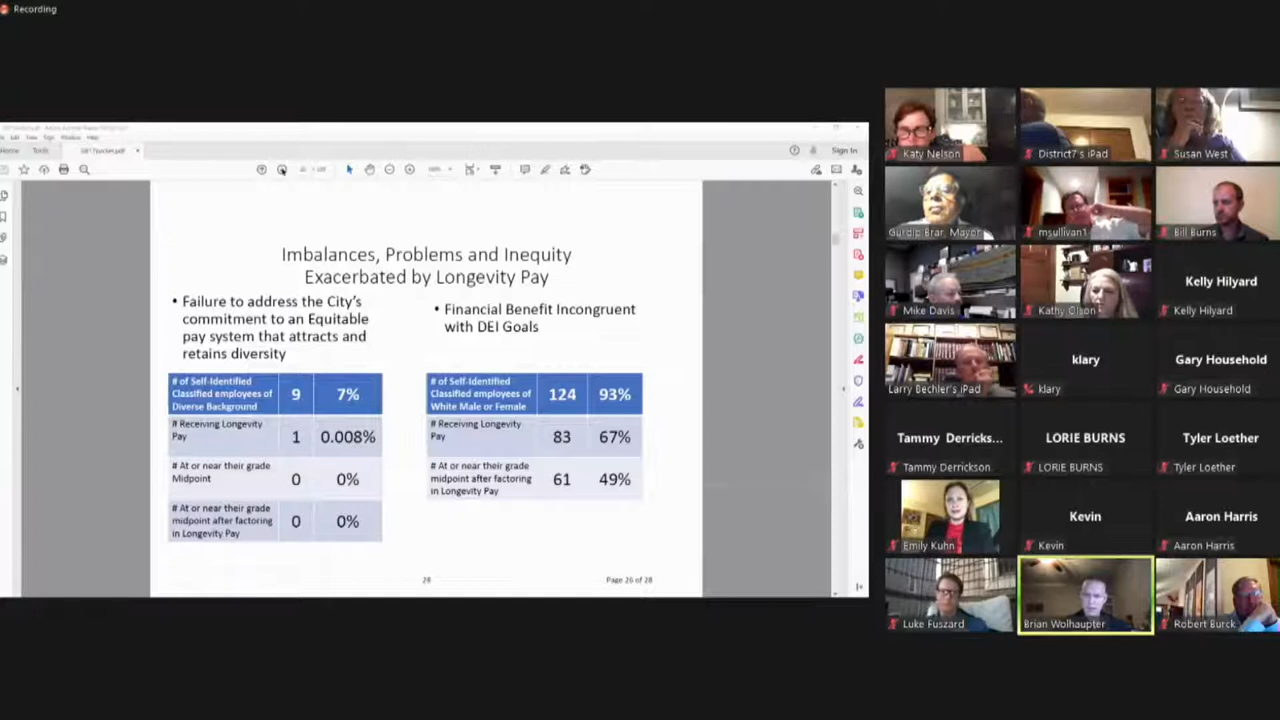 Recording
Home
Tools
Sign In
Imbalances, Problems and Inequity
Exacerbated by Longevity Pay
• Failure to address the City's
commitment to an Equitable
pay system that attracts and
retains diversity
# of Self-Identified
Classified employees of
Diverse Background
9
7%
# Receiving Longevity
Pay
1
0.008%
# At or near their grade
Midpoint
0
0%
# At or near their grade
midpoint after factoring
in Longevity Pay
0
0%
• Financial Benefit Incongruent
with DEI Goals
# of Self-Identified
Classified employees of
White Male or Female
124
93%
# Receiving Longevity
Pay
83
67%
# At or near their grade
midpoint after factoring
in Longevity Pay
61
49%
28
Page 26 of 28
Katy Nelson
District7's iPad
Susan West
Gurdip Brar, Mayor
msullivan1
Bill Burns
Mike Davis
Kathy Olson
Kelly Hilyard
Kelly Hilyard
Larry Bechler's iPad
klary
klary
Gary Household
Gary Household
Tammy Derricks...
Tammy Derrickson
LORIE BURNS
LORIE BURNS
Tyler Loether
Tyler Loether
Emily Kuhn
Kevin
Kevin
Aaron Harris
Aaron Harris
Luke Fuszard
Brian Wolhaupter
Robert Burck